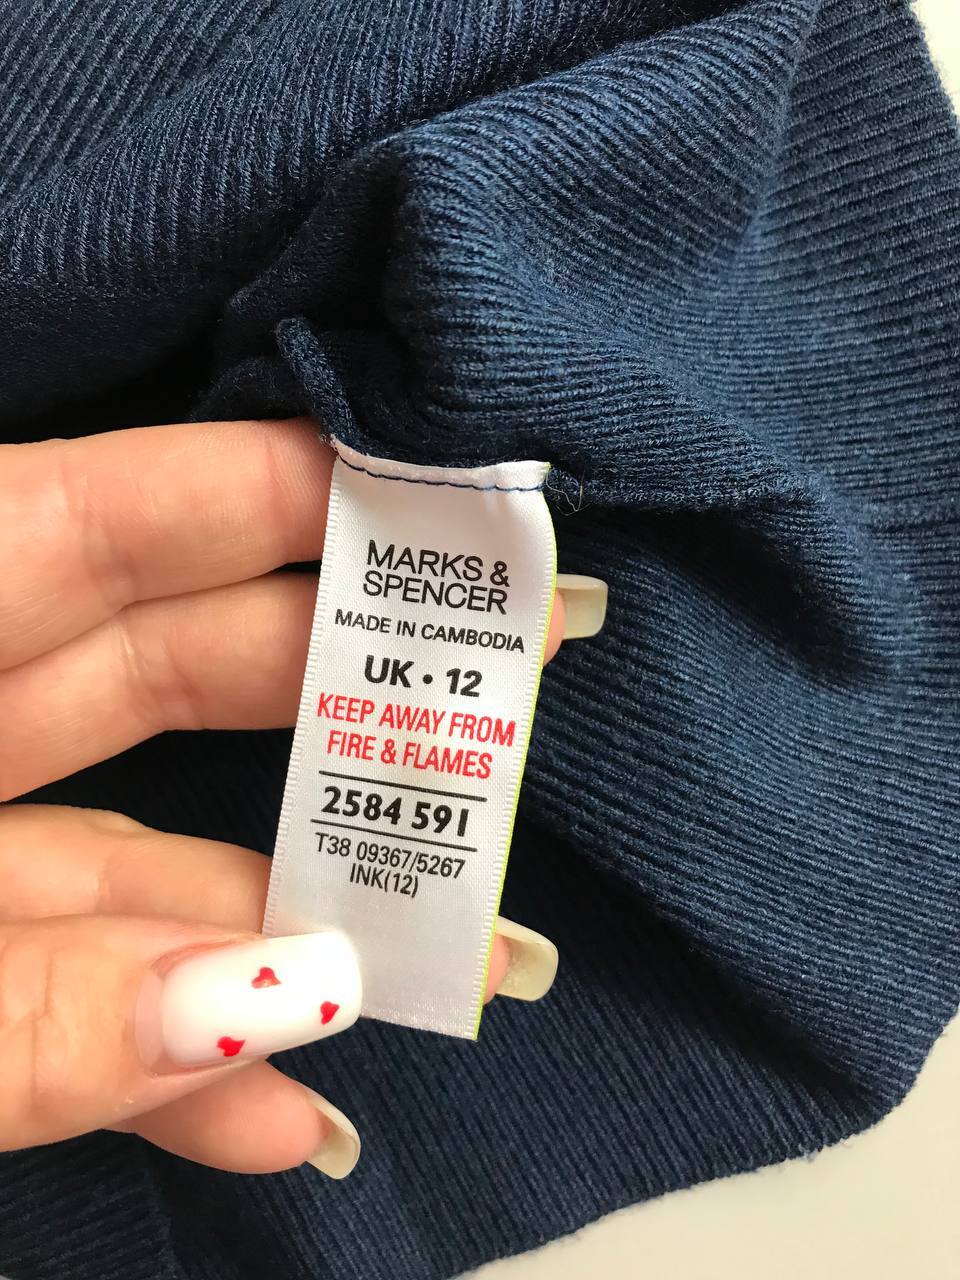 MARKS &
SPENCER
MADE IN CAMBODIA
UK • 12
KEEP AWAY FROM
FIRE & FLAMES
2584 591
T38 09367/5267
INK(12)